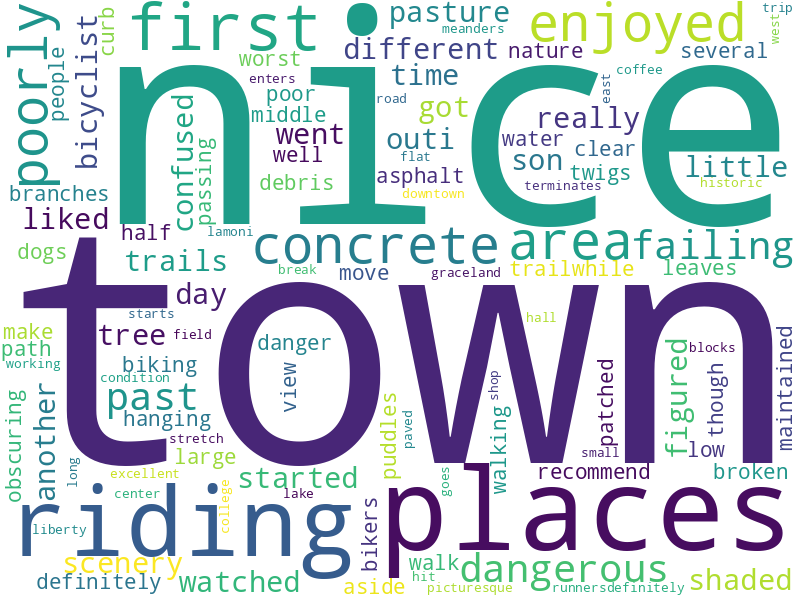 nice
town
first
enjoyed
poorly
people
bicyclist
curb
worst
enters
poor
middle
different
pasture
meanders
nature
several
trip
west
time
road
coffee
east
got
went
well
outi
flat
really
water
clear
son
twigs
little
asphalt
terminates
historic
downtown
debris
confused
passing
branches
liked
half
lamoni
concrete
area
failing
dogs
trails
break
move
graceland
trailwhile
leaves
day
starts
tree
field
hall
make
path
working
danger
view
biking
condition
past
hanging
stretch
shop
patched
figured
blocks
though
maintained
obscuring
another
large
puddles
paved
walking
small
low
long
excellent
started
goes
recommend
broken
riding
center
lake
college
liberty
bikers
places
scenery
definitely
watched
aside
walk
hit
picturesque
dangerous
runnersdefinitely
shaded